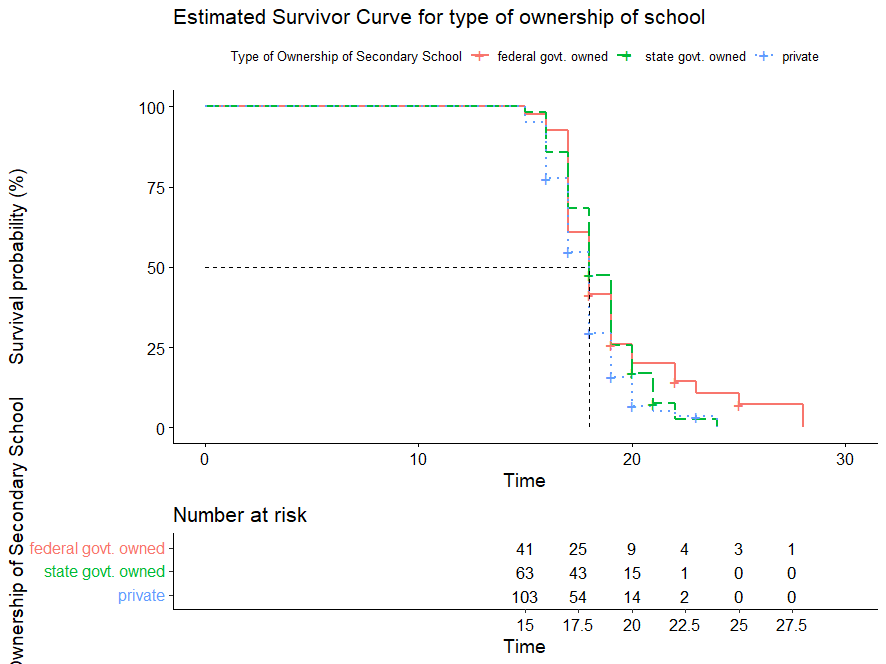 Estimated Survivor Curve for type of ownership of school
Type of Ownership of Secondary School federal govt. owned state govt. owned private
Survival probability (%)
100
75
50
25
0
0 10 20 30
Time
Number at risk
Ownership of Secondary School
federal govt. owned 41 25 9 4 3 1
state govt. owned 63 43 15 1 0 0
private 103 54 14 2 0 0
15 17.5 20 22.5 25 27.5
Time